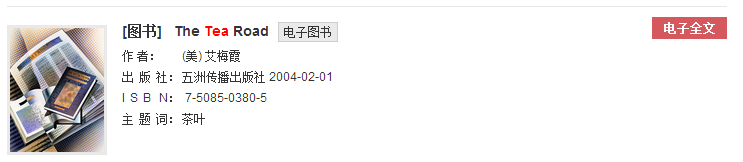 [图书] The Tea Road 电子图书 电子全文
作 者： (美) 艾梅霞
出 版 社： 五洲传播出版社 2004-02-01
I S B N： 7-5085-0380-5
主 题 词： 茶叶